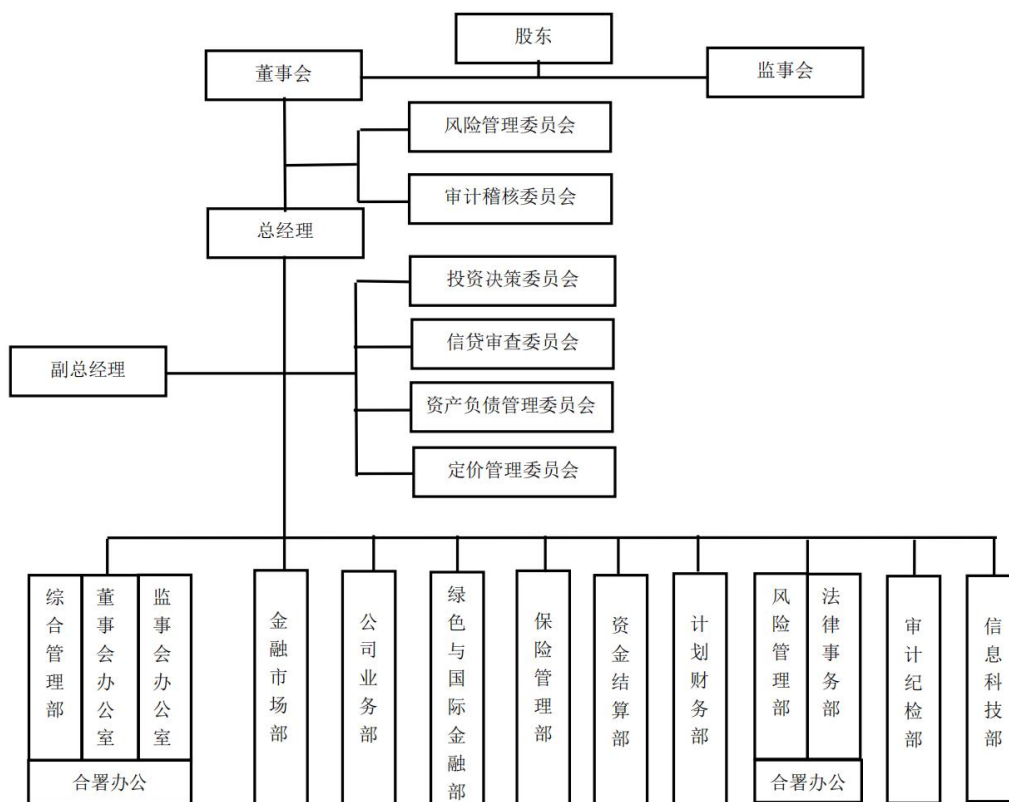 股东
董事会
监事会
风险管理委员会
审计稽核委员会
总经理
投资决策委员会
信贷审查委员会
副总经理
资产负债管理委员会
定价管理委员会
综合管理部
董事会办公室
监事会办公室
合署办公
金融市场部
公司业务部
绿色与国际金融部
保险管理部
资金结算部
计划财务部
风险管理部
法律事务部
合署办公
审计纪检部
信息科技部